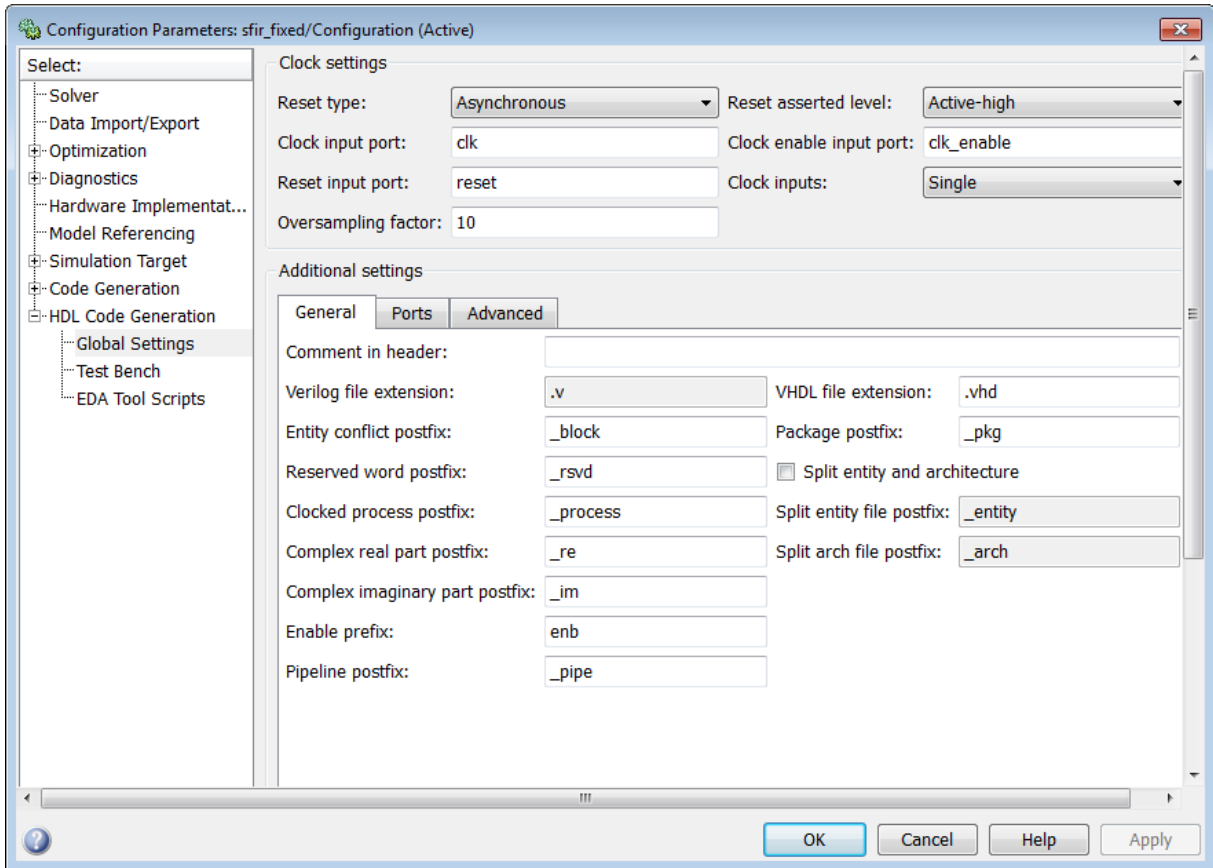 Configuration Parameters: sfir_fixed/Configuration (Active)
Select:
Solver
Data Import/Export
Optimization
Diagnostics
Hardware Implementat...
Model Referencing
Simulation Target
Code Generation
HDL Code Generation
Global Settings
Test Bench
EDA Tool Scripts
Clock settings
Reset type: Asynchronous Reset asserted level: Active-high
Clock input port: clk Clock enable input port: clk_enable
Reset input port: reset Clock inputs: Single
Oversampling factor: 10
Additional settings
General Ports Advanced
Comment in header:
Verilog file extension: .v VHDL file extension: .vhd
Entity conflict postfix: _block Package postfix: _pkg
Reserved word postfix: _rsvd Split entity and architecture
Clocked process postfix: _process Split entity file postfix: _entity
Complex real part postfix: _re Split arch file postfix: _arch
Complex imaginary part postfix: _im
Enable prefix: enb
Pipeline postfix: _pipe
OK Cancel Help Apply